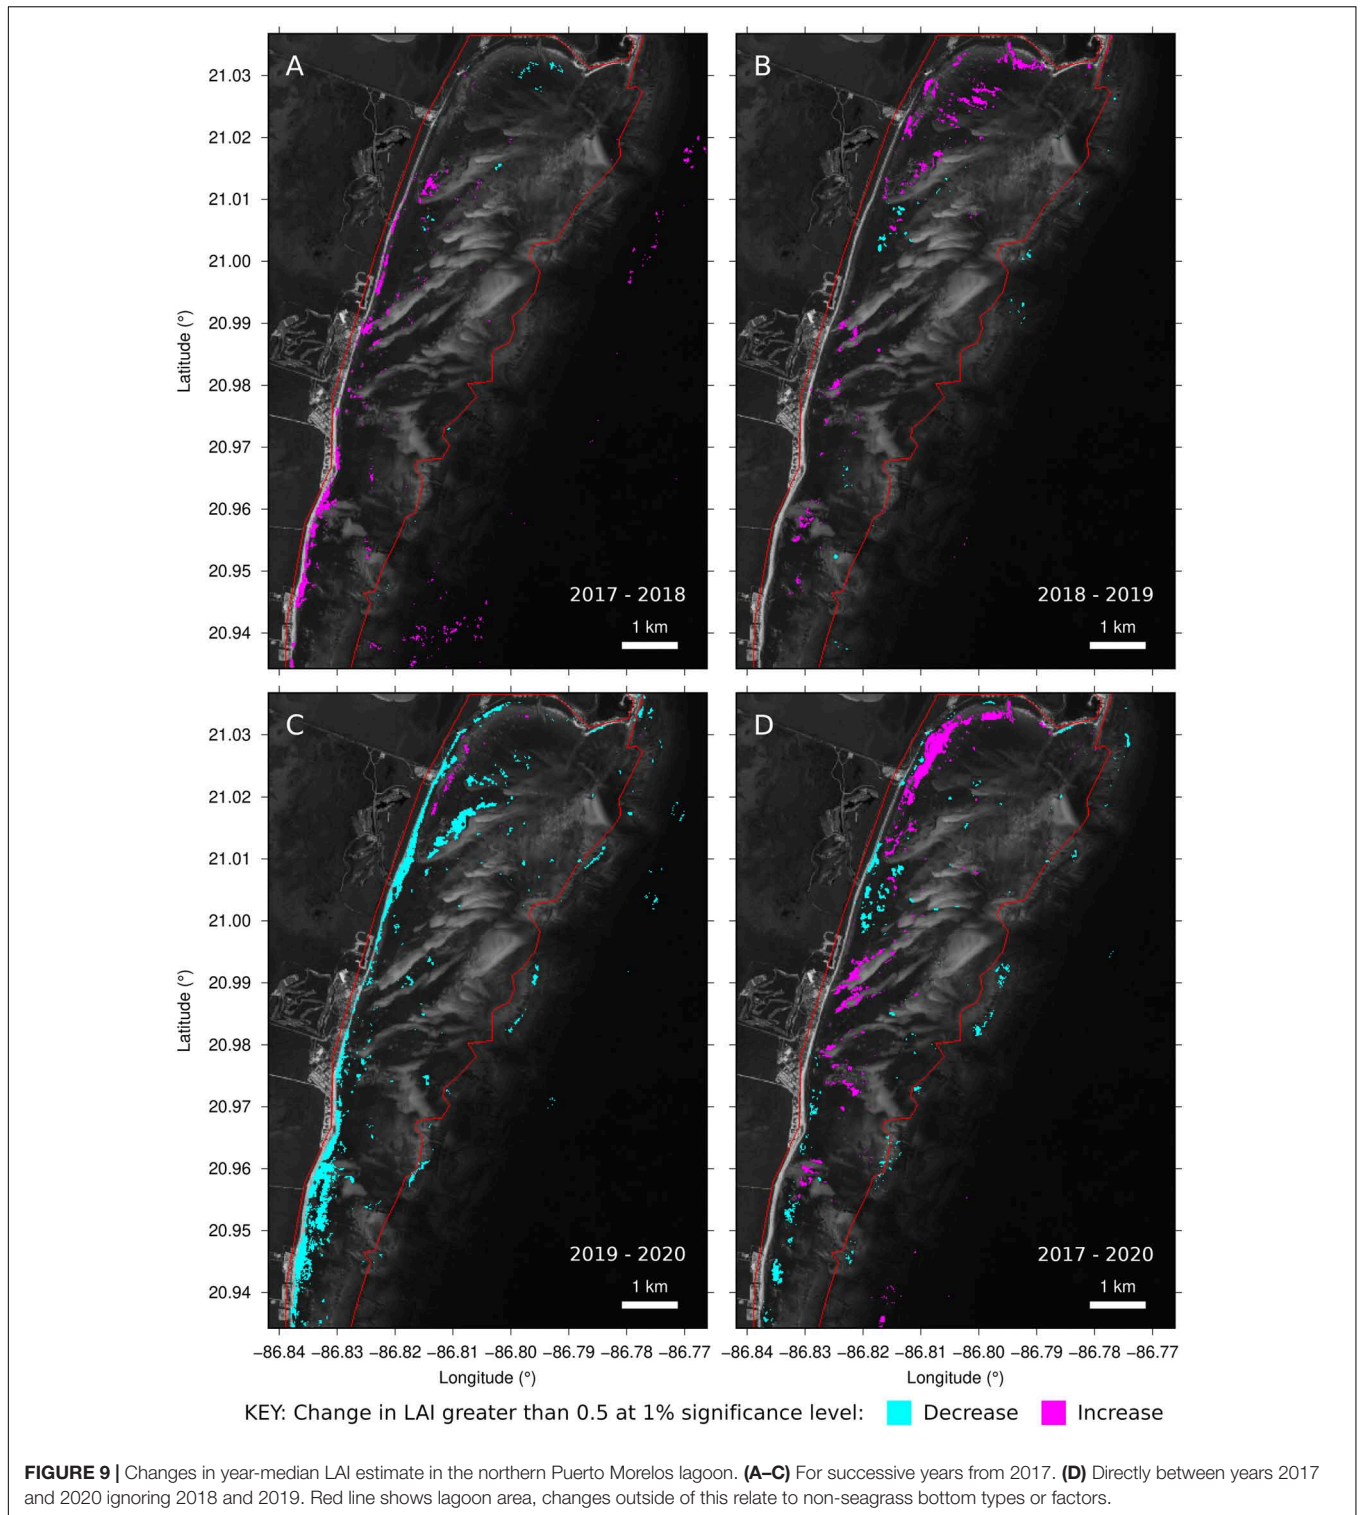 A
B
21.03
21.02
21.01
21.00
20.99
20.98
20.97
20.96
20.95
20.94
Latitude (°)
2017 - 2018
1 km
2018 - 2019
1 km
C
D
21.03
21.02
21.01
21.00
20.99
20.98
20.97
20.96
20.95
20.94
Latitude (°)
2019 - 2020
1 km
2017 - 2020
1 km
−86.84 −86.83 −86.82 −86.81 −86.80 −86.79 −86.78 −86.77
−86.84 −86.83 −86.82 −86.81 −86.80 −86.79 −86.78 −86.77
Longitude (°)
Longitude (°)
KEY: Change in LAI greater than 0.5 at 1% significance level: Decrease Increase
FIGURE 9 | Changes in year-median LAI estimate in the northern Puerto Morelos lagoon. (A–C) For successive years from 2017. (D) Directly between years 2017
and 2020 ignoring 2018 and 2019. Red line shows lagoon area, changes outside of this relate to non-seagrass bottom types or factors.